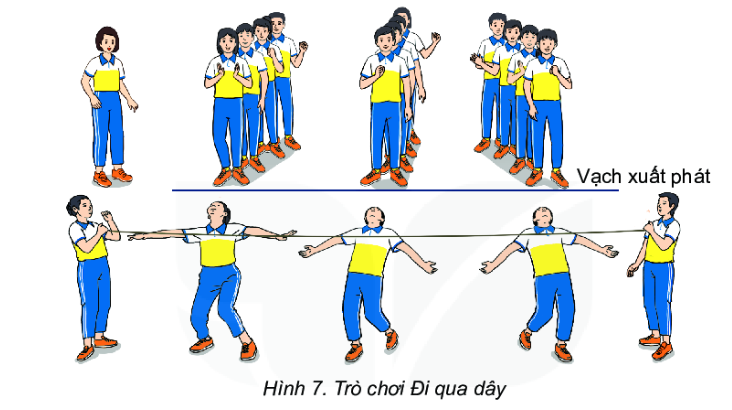 Vạch xuất phát
Hình 7. Trò chơi Đi qua dây